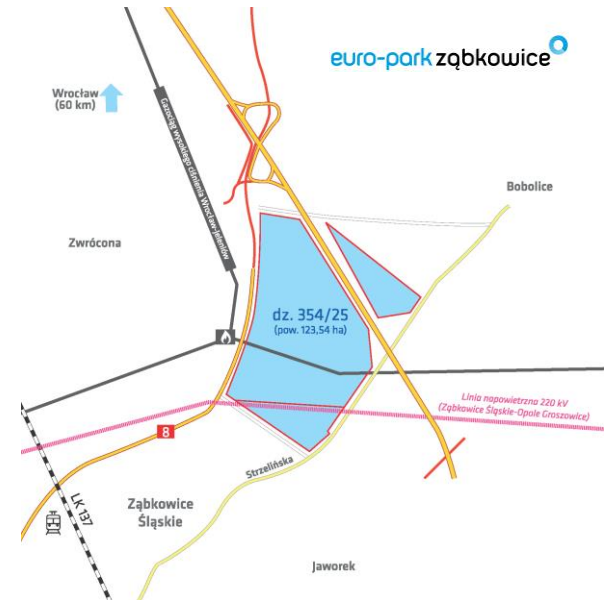 euro-park ząbkowice
Wrocław
(60 km)
Gazociąg wysokiego ciśnienia Wrocław-Jeleniów
Bobolice
Zwrócona
dz. 354/25
(pow. 123,54 ha)
Linia napowietrzna 220 kV
(Ząbkowice Śląskie-Opole Groszowice)
8
Strzelińska
LK 137
Ząbkowice
Śląskie
Jaworek